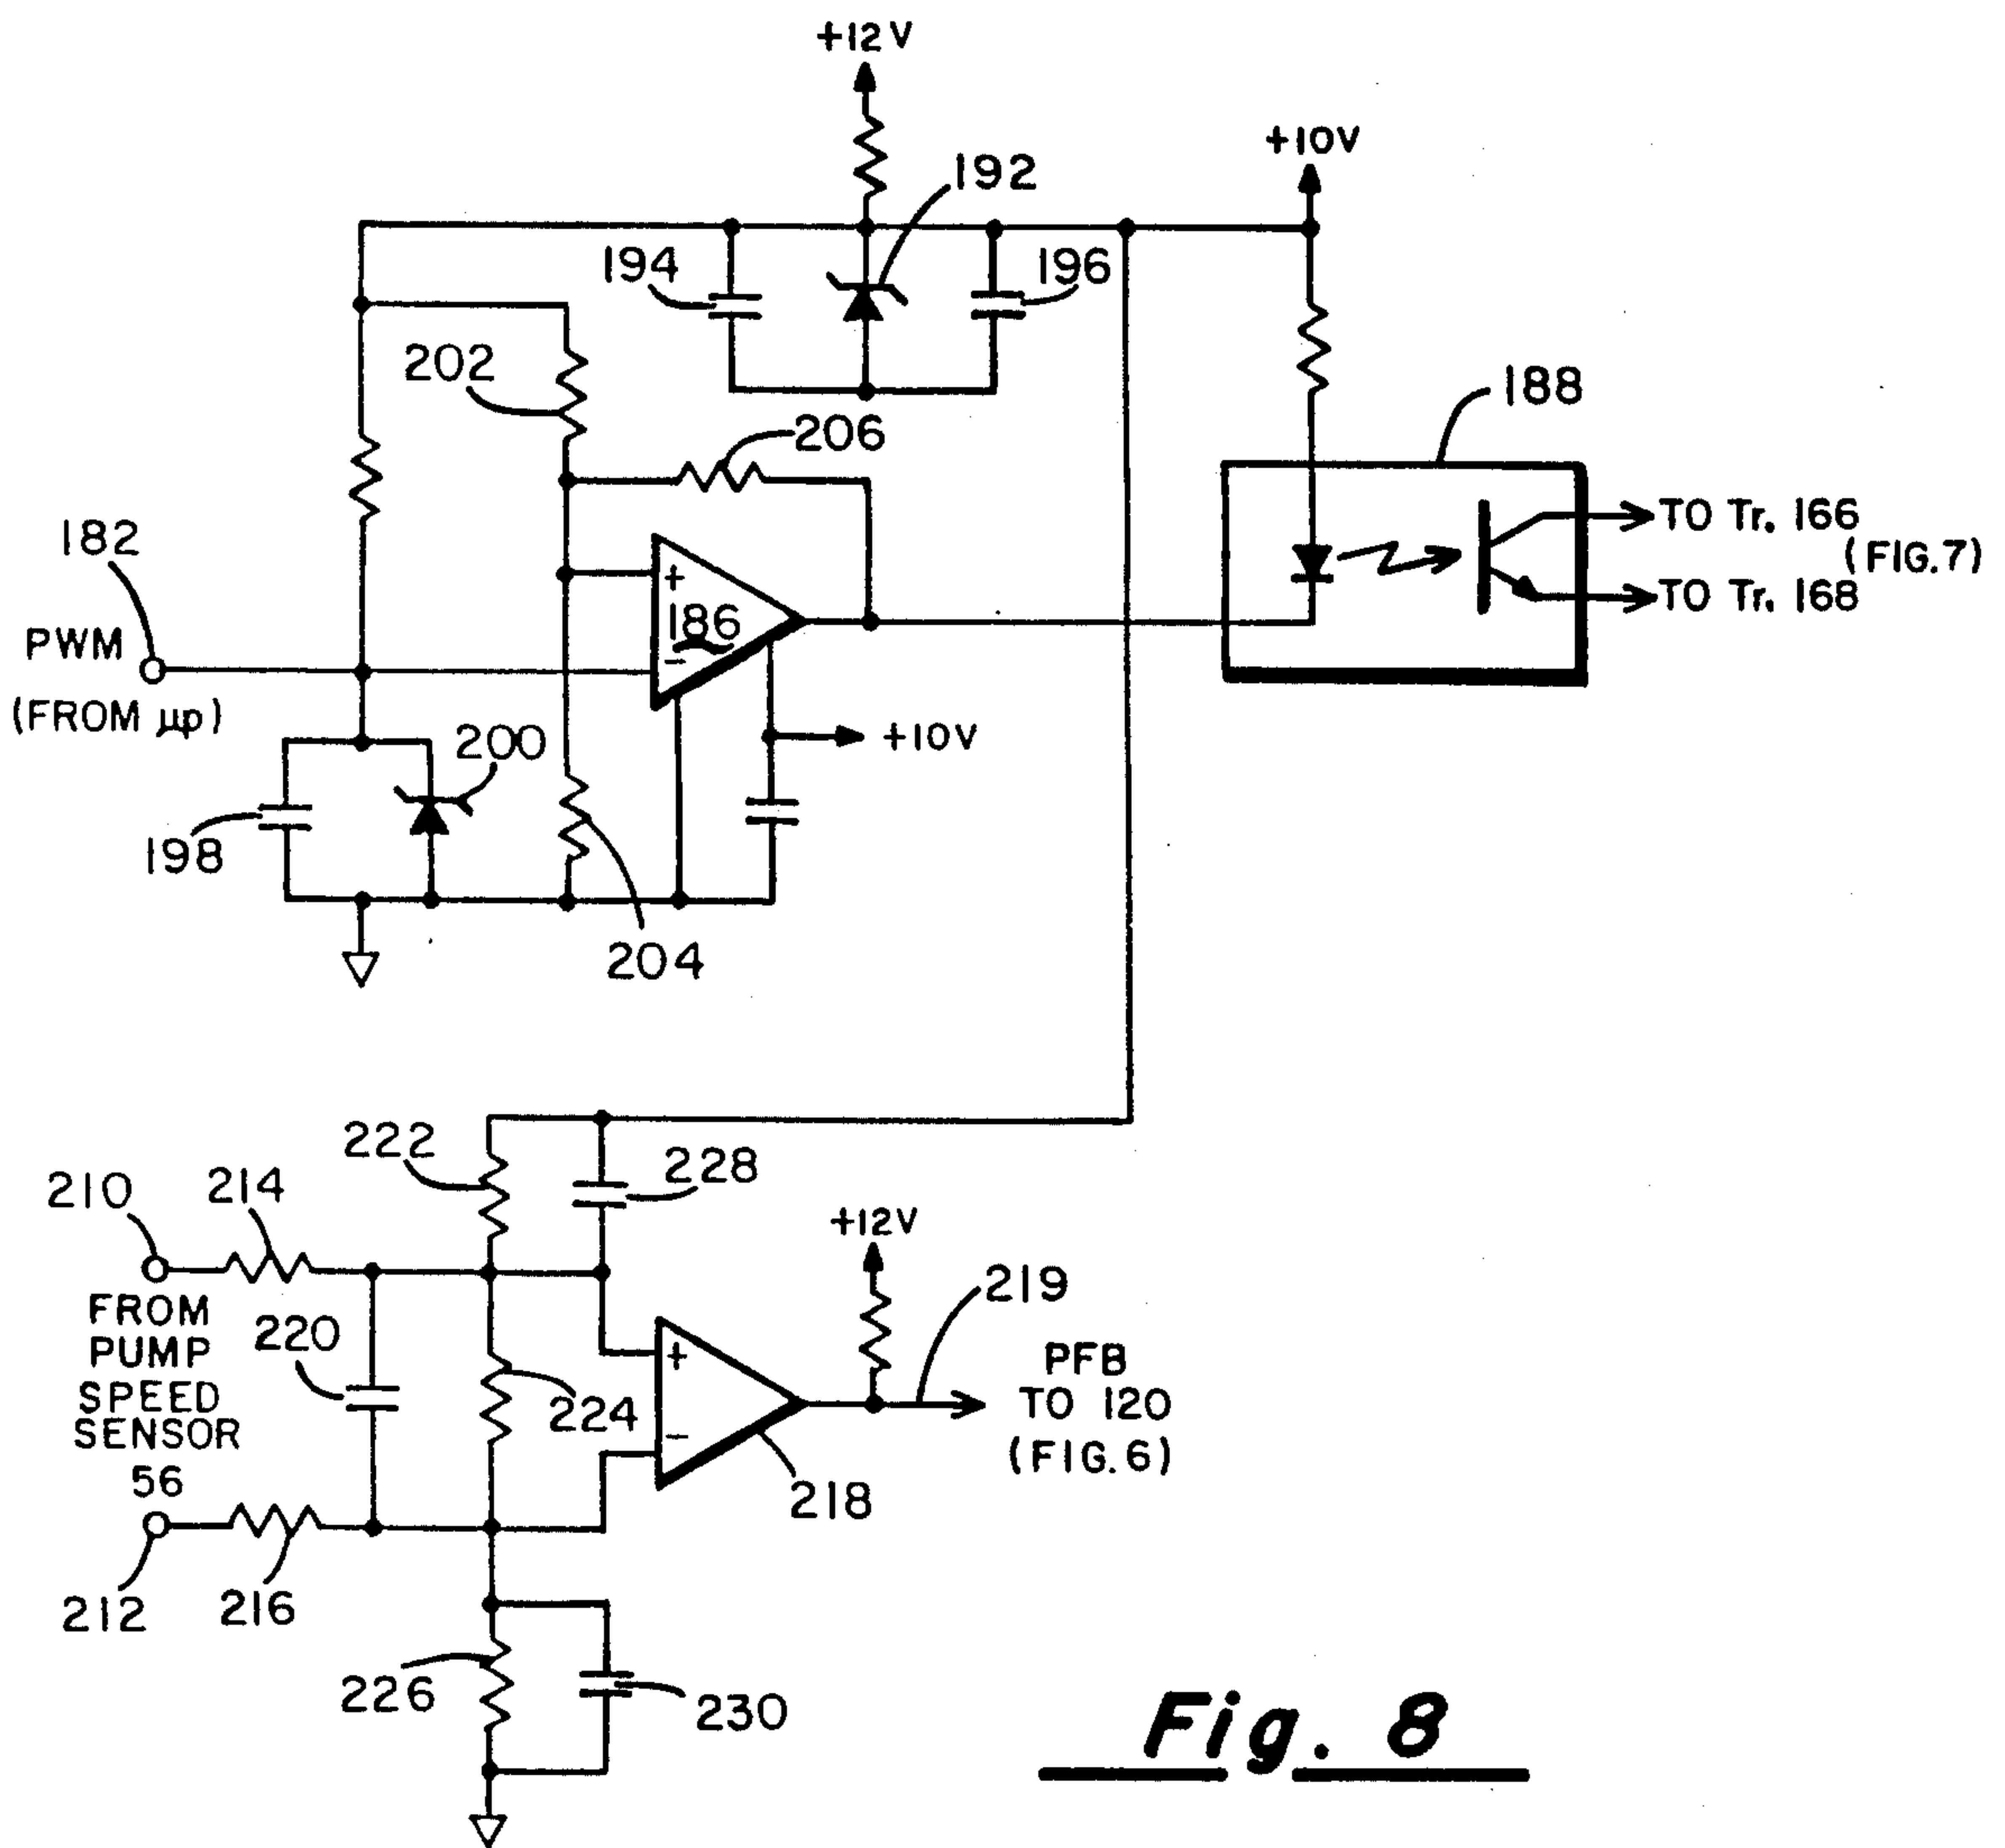 +12V
+10V
192
194
196
202
206
188
182
TO Tr. 166
(FIG.7)
TO Tr. 168
+
186
-
PWM
(FROM μp)
200
+10V
198
204
222
228
210
214
+12V
219
FROM
PUMP
SPEED
SENSOR
56
220
224
+
-
218
PFB
TO 120
(FIG.6)
212
216
226
230
Fig. 8